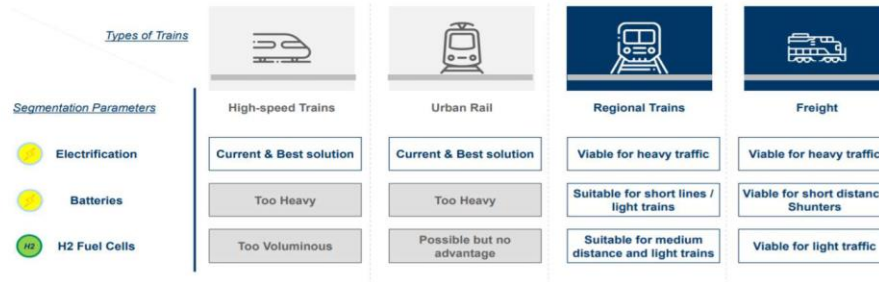 Types of Trains
Segmentation Parameters
High-speed Trains
Urban Rail
Regional Trains
Freight
Electrification
Current & Best solution
Current & Best solution
Viable for heavy traffic
Viable for heavy traffic
Batteries
Too Heavy
Too Heavy
Suitable for short lines /
light trains
Viable for short distanc
Shunters
H2
H2 Fuel Cells
Too Voluminous
Possible but no
advantage
Suitable for medium
distance and light trains
Viable for light traffic